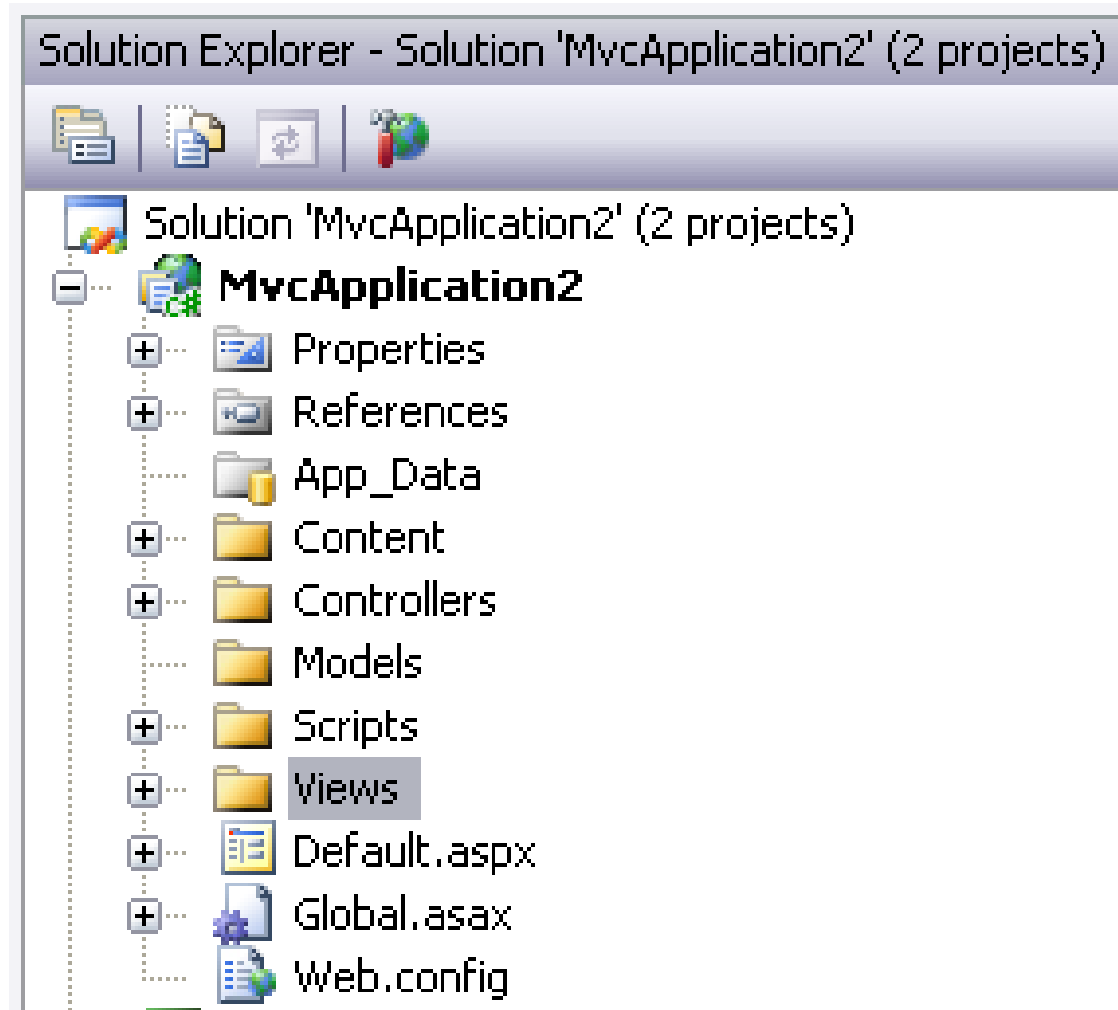 Solution Explorer - Solution 'MvcApplication2' (2 projects)
Solution 'MvcApplication2' (2 projects)
C# MvcApplication2
Properties
References
App_Data
Content
Controllers
Models
Scripts
Views
Default.aspx
Global.asax
Web.config